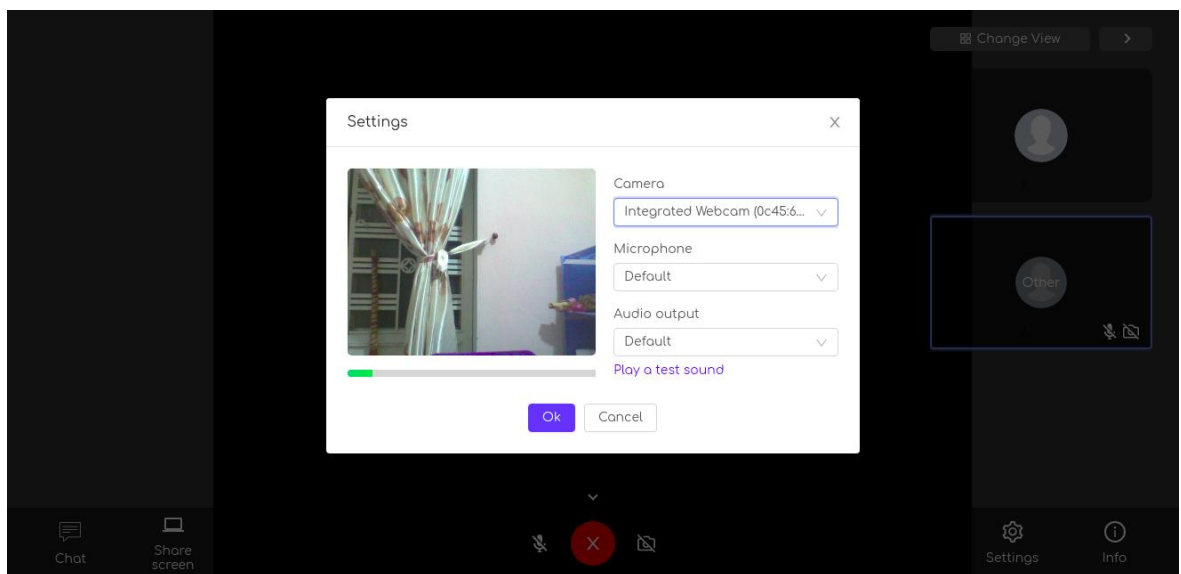 Change View
Settings
Camera
Integrated Webcam (0c45:6...
Microphone
Default
Audio output
Default
Play a test sound
Ok
Cancel
Other
Chat
Share
screen
Settings
Info